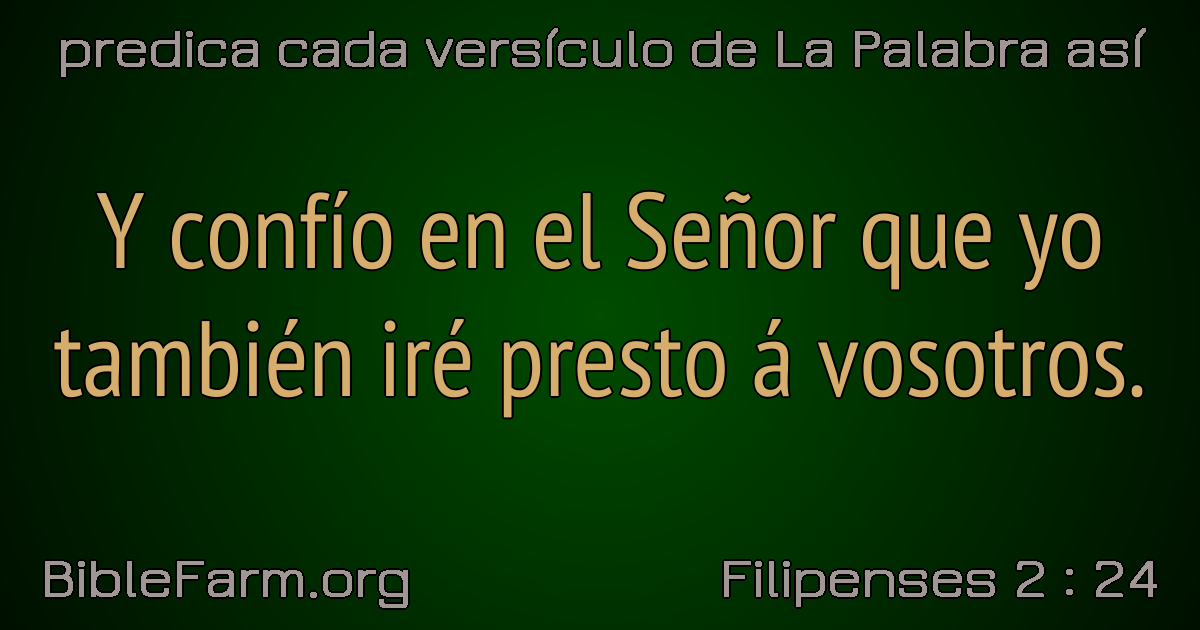 predica cada versículo de La Palabra así
Y confío en el Señor que yo
también iré presto á vosotros.
BibleFarm.org
Filipenses 2 : 24